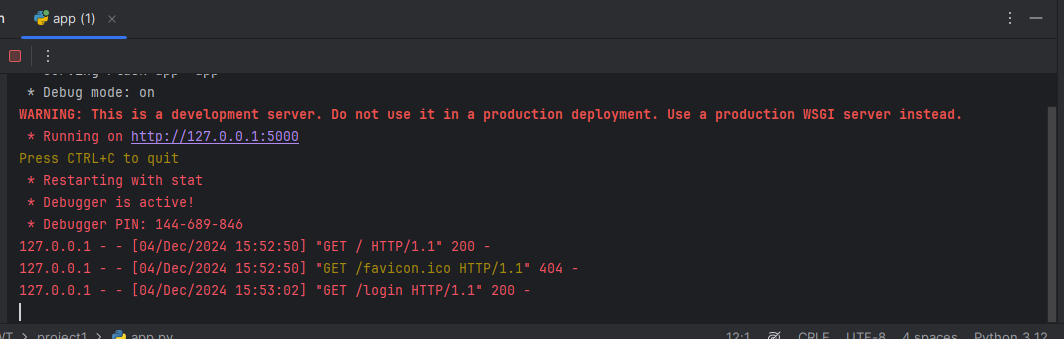 app (1)
* Debug mode: on
WARNING: This is a development server. Do not use it in a production deployment. Use a production WSGI server instead.
* Running on http://127.0.0.1:5000
Press CTRL+C to quit
* Restarting with stat
* Debugger is active!
* Debugger PIN: 144-689-846
127.0.0.1 - - [04/Dec/2024 15:52:50] "GET / HTTP/1.1" 200 -
127.0.0.1 - - [04/Dec/2024 15:52:50] "GET /favicon.ico HTTP/1.1" 404 -
127.0.0.1 - - [04/Dec/2024 15:53:02] "GET /login HTTP/1.1" 200 -
project1 > app.py 12:1 CRLF UTF-8 4 spaces Python 3.12